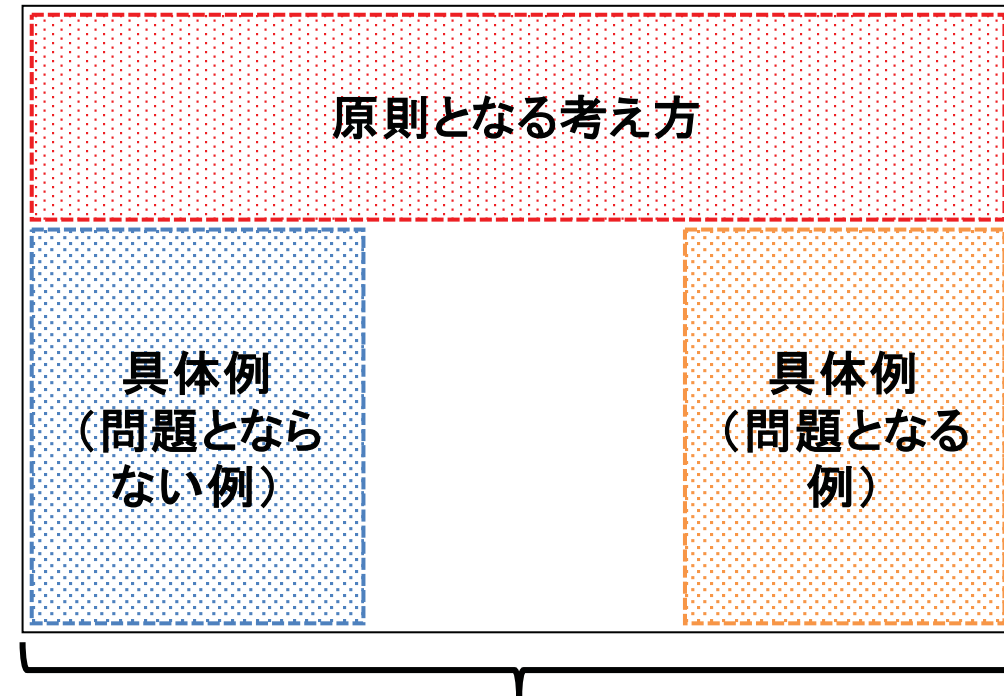 原則となる考え方
具体例
（問題となら
ない例）
具体例
（問題となる
例）